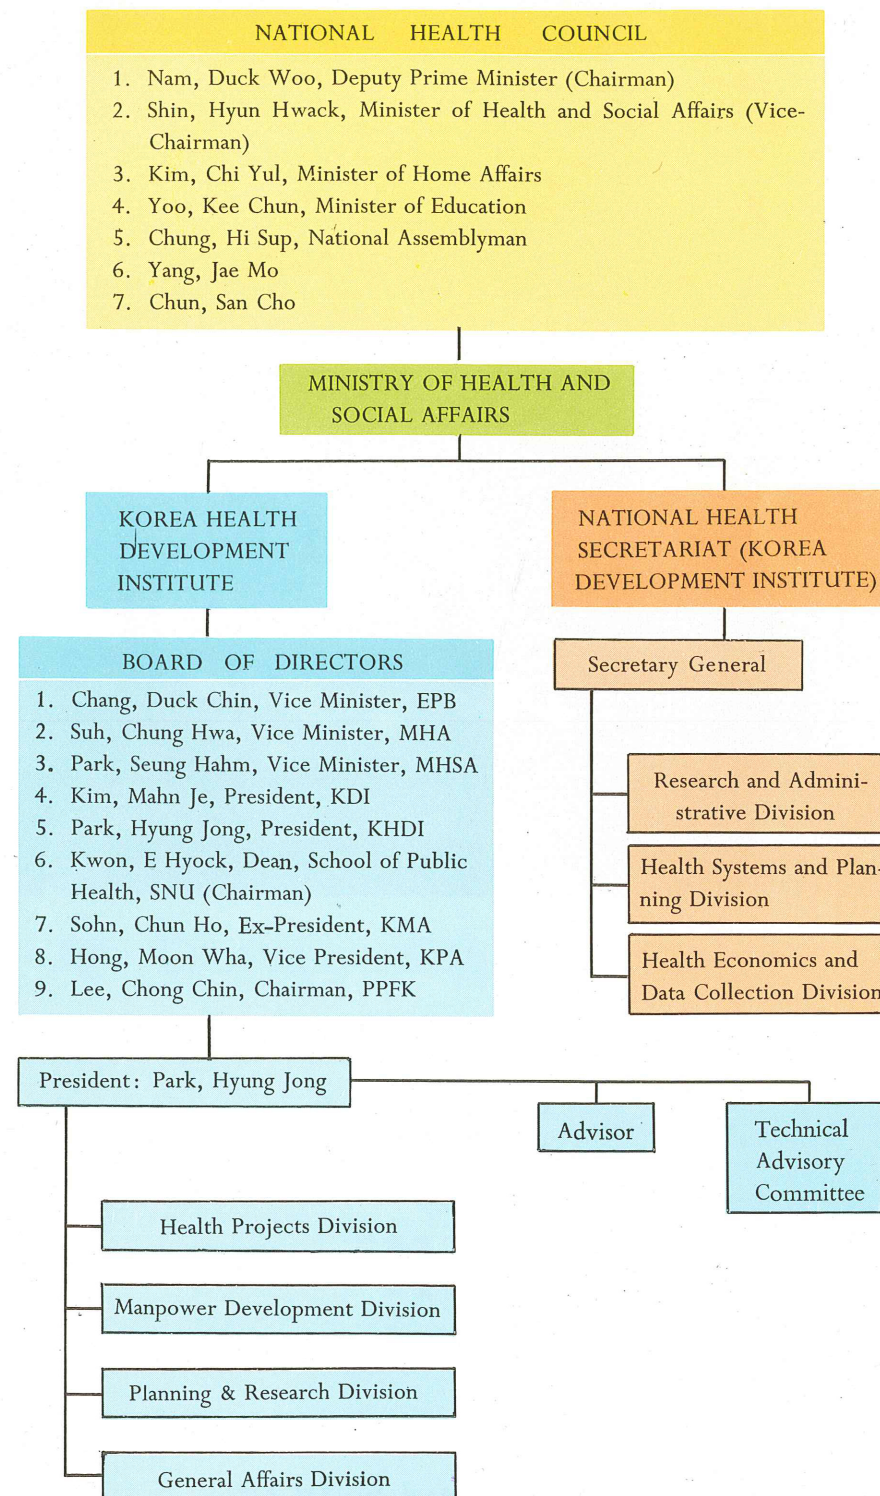 NATIONAL HEALTH COUNCIL
1. Nam, Duck Woo, Deputy Prime Minister (Chairman)
2. Shin, Hyun Hwack, Minister of Health and Social Affairs (Vice-
Chairman)
3. Kim, Chi Yul, Minister of Home Affairs
4. Yoo, Kee Chun, Minister of Education
5. Chung, Hi Sup, National Assemblyman
6. Yang, Jae Mo
7. Chun, San Cho
MINISTRY OF HEALTH AND
SOCIAL AFFAIRS
KOREA HEALTH
DEVELOPMENT
INSTITUTE
NATIONAL HEALTH
SECRETARIAT (KOREA
DEVELOPMENT INSTITUTE)
BOARD OF DIRECTORS
1. Chang, Duck Chin, Vice Minister, EPB
2. Suh, Chung Hwa, Vice Minister, MHA
3. Park, Seung Hahm, Vice Minister, MHSA
4. Kim, Mahn Je, President, KDI
5. Park, Hyung Jong, President, KHDI
6. Kwon, E Hyock, Dean, School of Public
Health, SNU (Chairman)
7. Sohn, Chun Ho, Ex-President, KMA
8. Hong, Moon Wha, Vice President, KPA
9. Lee, Chong Chin, Chairman, PPFK
Secretary General
Research and Admini-
strative Division
Health Systems and Plan-
ning Division
Health Economics and
Data Collection Division
President: Park, Hyung Jong
Advisor
Technical
Advisory
Committee
Health Projects Division
Manpower Development Division
Planning & Research Division
General Affairs Division